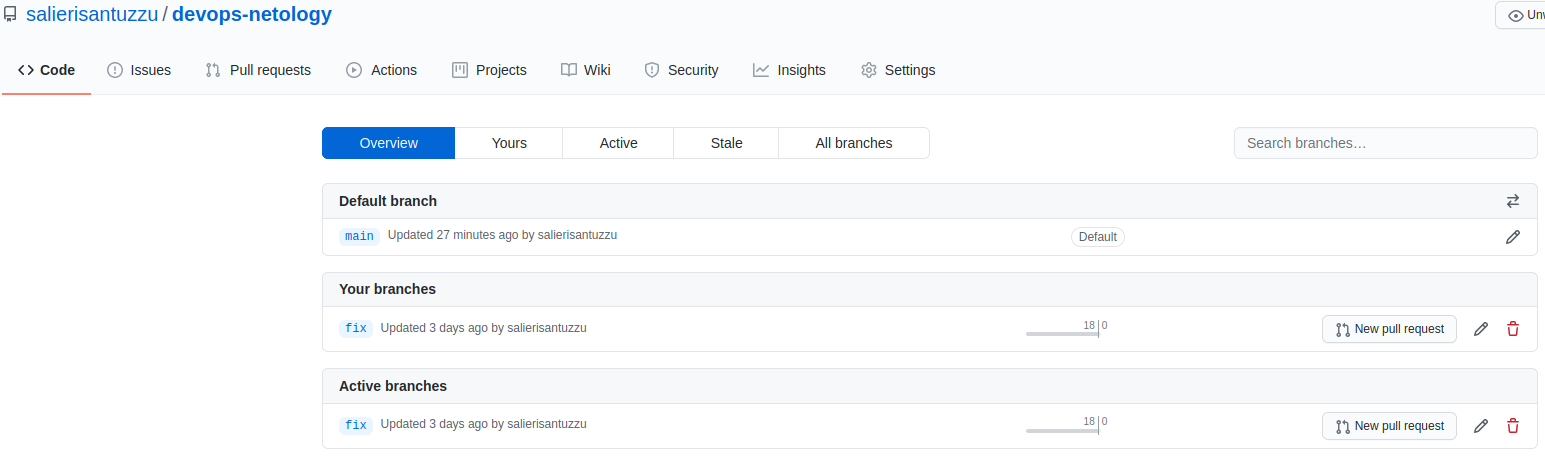 salierisantuzzu / devops-netology
Unw
Code Issues Pull requests Actions Projects Wiki Security Insights Settings
Overview Yours Active Stale All branches Search branches…
Default branch
main Updated 27 minutes ago by salierisantuzzu Default
Your branches
fix Updated 3 days ago by salierisantuzzu 18 0 New pull request
Active branches
fix Updated 3 days ago by salierisantuzzu 18 0 New pull request